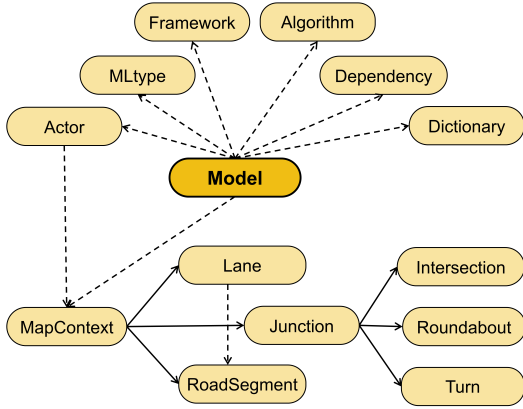 Framework
Algorithm
MLtype
Dependency
Actor
Dictionary
Model
Lane
Intersection
MapContext
Junction
Roundabout
RoadSegment
Turn